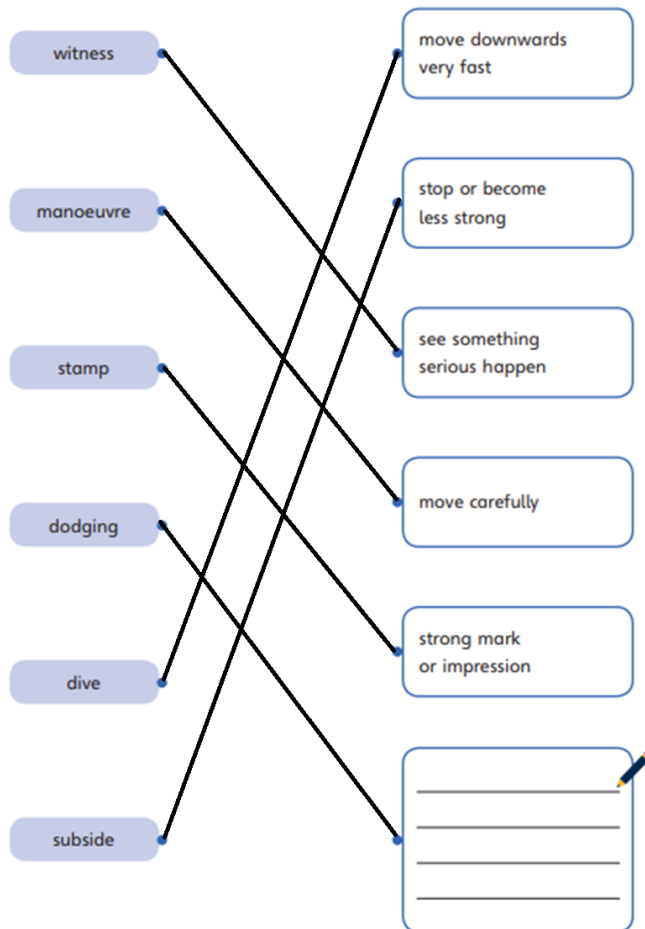 witness
manoeuvre
stamp
dodging
dive
subside
move downwards
very fast
stop or become
less strong
see something
serious happen
move carefully
strong mark
or impression